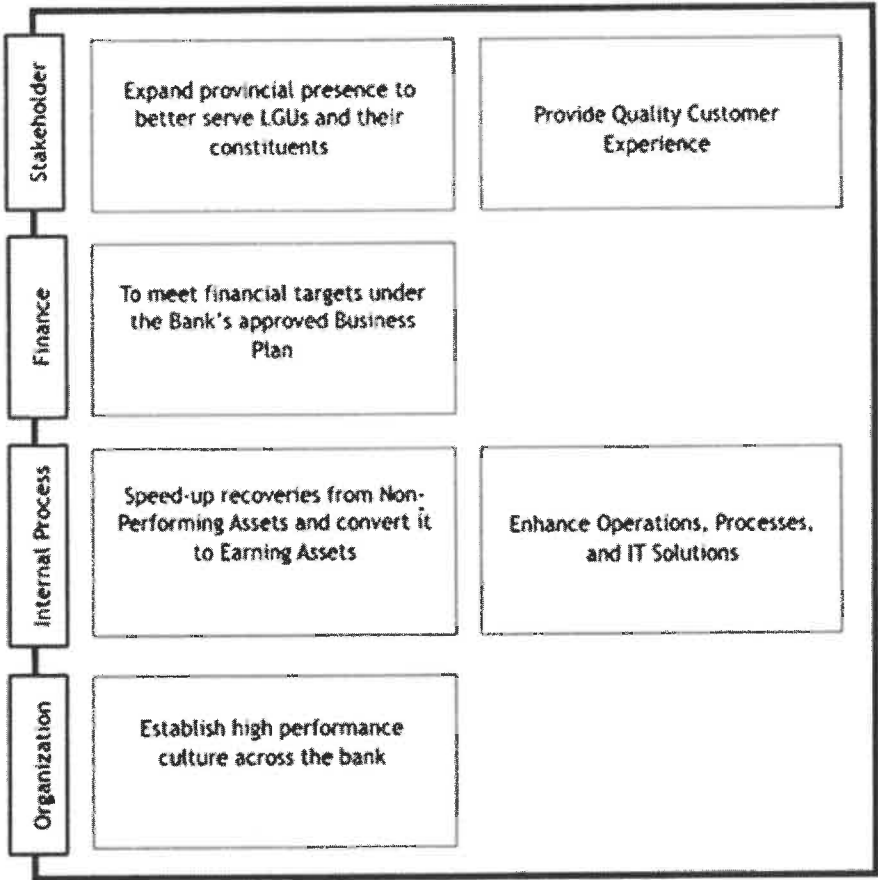 Stakeholder
Expand provincial presence to
better serve LGUs and their
constituents
Provide Quality Customer
Experience
Finance
To meet financial targets under
the Bank's approved Business
Plan
Internal Process
Speed-up recoveries from Non-
Performing Assets and convert it
to Earning Assets
Enhance Operations, Processes,
and IT Solutions
Organization
Establish high performance
culture across the bank